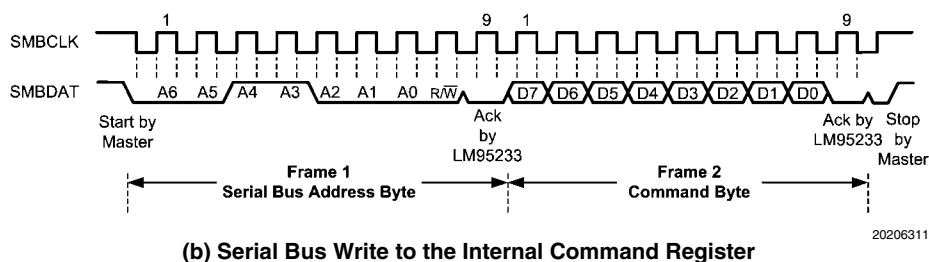 1 9 1 9
SMBCLK
SMBDAT A6 A5 A4 A3 A2 A1 A0 R/W̅ D7 D6 D5 D4 D3 D2 D1 D0
Start by
Master
Ack
by
LM95233
Ack by
LM95233
Stop
by
Master
Frame 1
Serial Bus Address Byte
Frame 2
Command Byte
20206311
(b) Serial Bus Write to the Internal Command Register